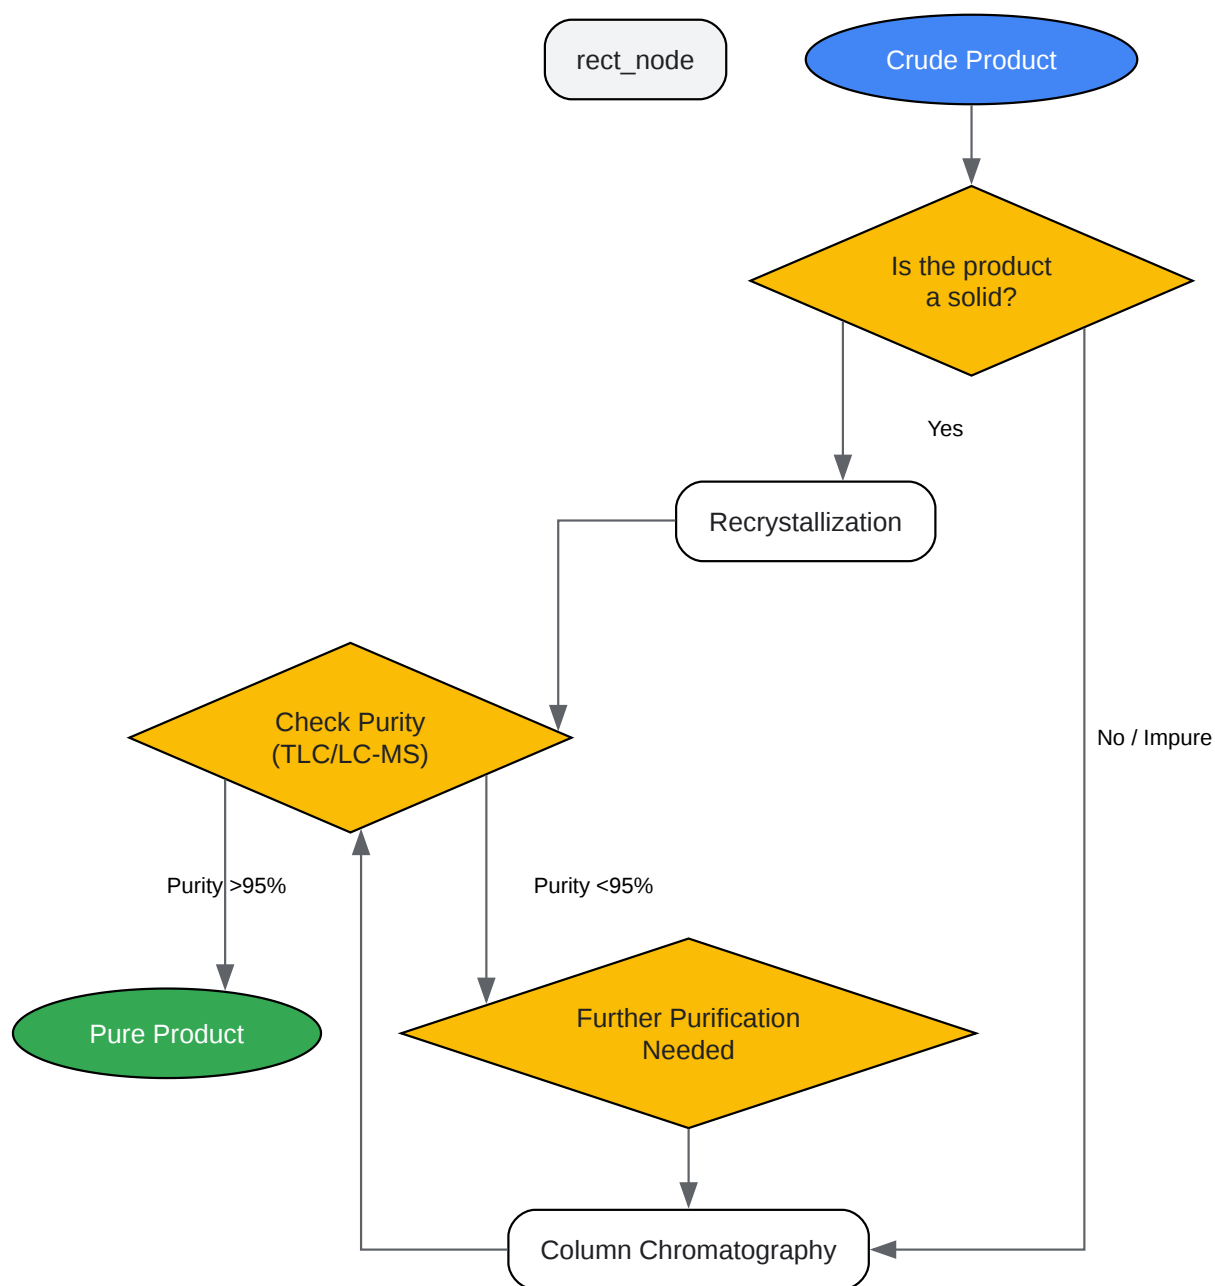 rect_node
Crude Product
Is the product
a solid?
Yes
Recrystallization
Check Purity
(TLC/LC-MS)
No / Impure
Purity >95%
Purity <95%
Further Purification
Needed
Pure Product
Column Chromatography